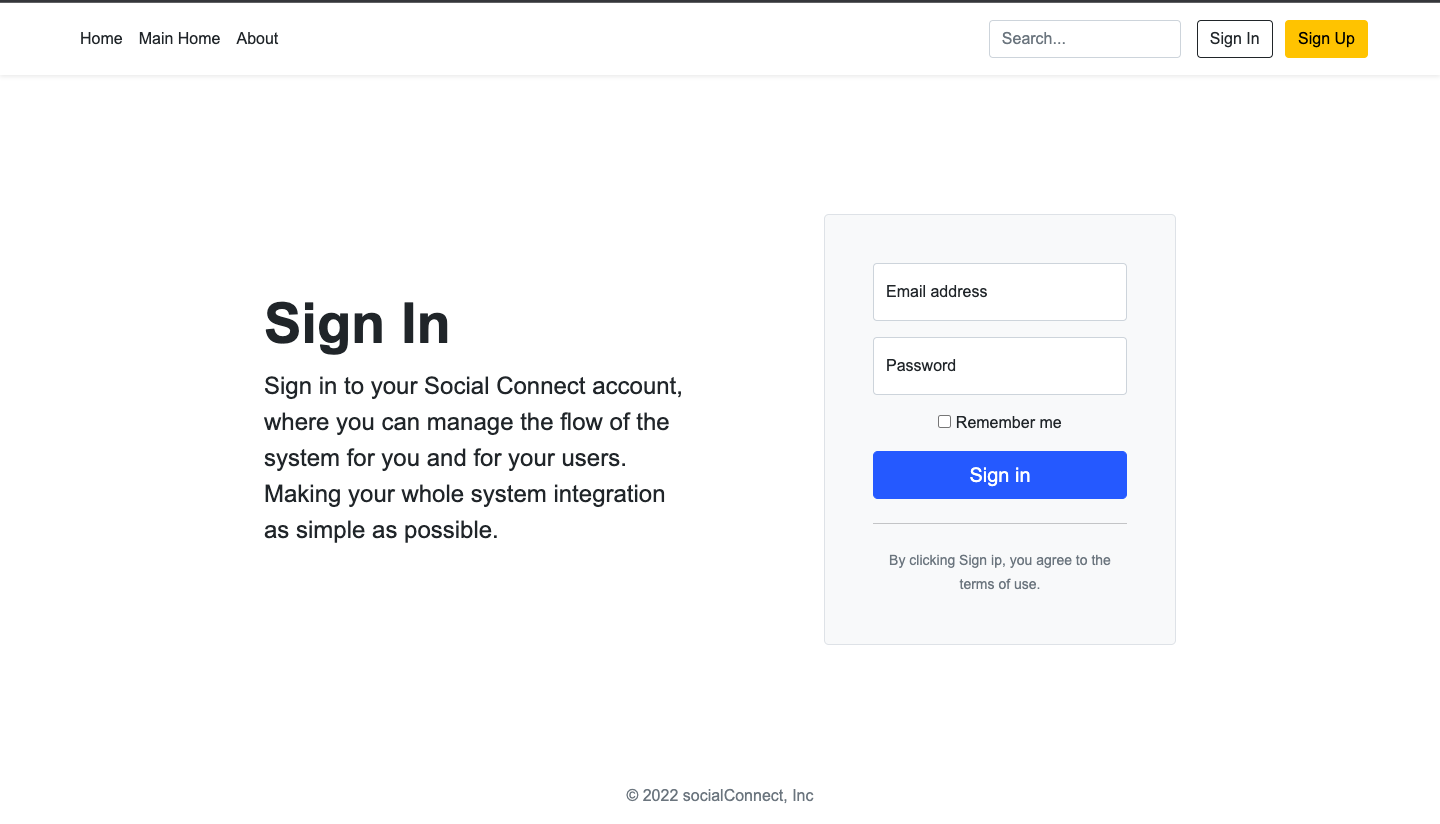 Home Main Home About Search... Sign In Sign Up
Sign In
Sign in to your Social Connect account,
where you can manage the flow of the
system for you and for your users.
Making your whole system integration
as simple as possible.
Email address
Password
Remember me
Sign in
By clicking Sign ip, you agree to the
terms of use.
© 2022 socialConnect, Inc